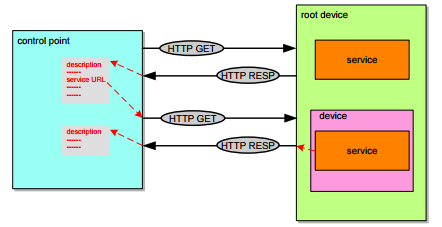 root device
control point
HTTP GET
description
------
service URL
------
------
HTTP RESP
service
HTTP GET
device
description
------
------
HTTP RESP
service